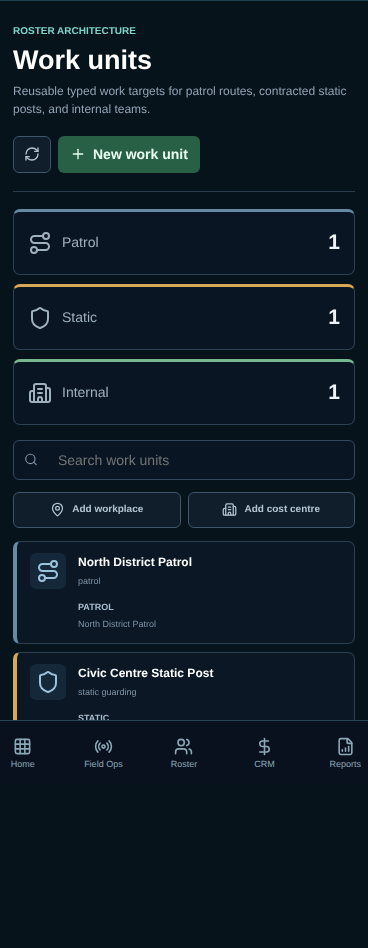 ROSTER ARCHITECTURE
Work units
Reusable typed work targets for patrol routes, contracted static
posts, and internal teams.
New work unit
Patrol 1
Static 1
Internal 1
Search work units
Add workplace
Add cost centre
North District Patrol
patrol
PATROL
North District Patrol
Civic Centre Static Post
static guarding
STATIC
Home
Field Ops
Roster
CRM
Reports